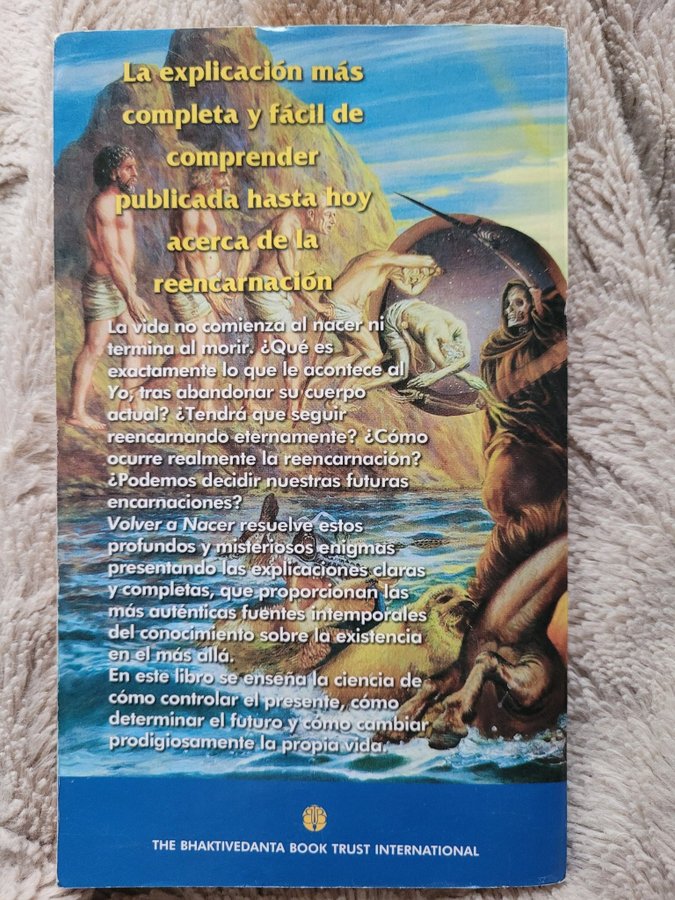 La explicación más
completa y fácil de
comprender
publicada hasta hoy
acerca de la
reencarnación
La vida no comienza al nacer ni
termina al morir. ¿Qué es
exactamente lo que le acontece al
Yo, tras abandonar su cuerpo
actual? ¿Tendrá que seguir
reencarnando eternamente? ¿Cómo
ocurre realmente la reencarnación?
¿Podemos decidir nuestras futuras
encarnaciones?
Volver a Nacer resuelve estos
profundos y misteriosos enigmas
presentando las explicaciones claras
y completas, que proporcionan las
más auténticas fuentes intemporales
del conocimiento sobre la existencia
en el más allá.
En este libro se enseña la ciencia de
cómo controlar el presente, cómo
determinar el futuro y cómo cambiar
prodigiosamente la propia vida.
THE BHAKTIVEDANTA BOOK TRUST INTERNATIONAL